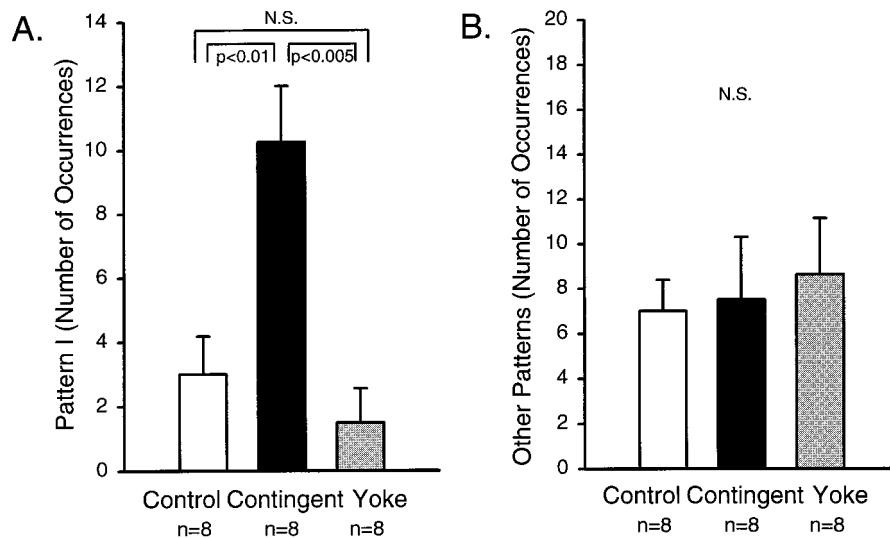 A.
N.S.
p<0.01 p<0.005
Pattern I (Number of Occurrences)
14
12
10
8
6
4
2
0
Control Contingent Yoke
n=8 n=8 n=8
B.
N.S.
Other Patterns (Number of Occurrences)
20
18
16
14
12
10
8
6
4
2
0
Control Contingent Yoke
n=8 n=8 n=8